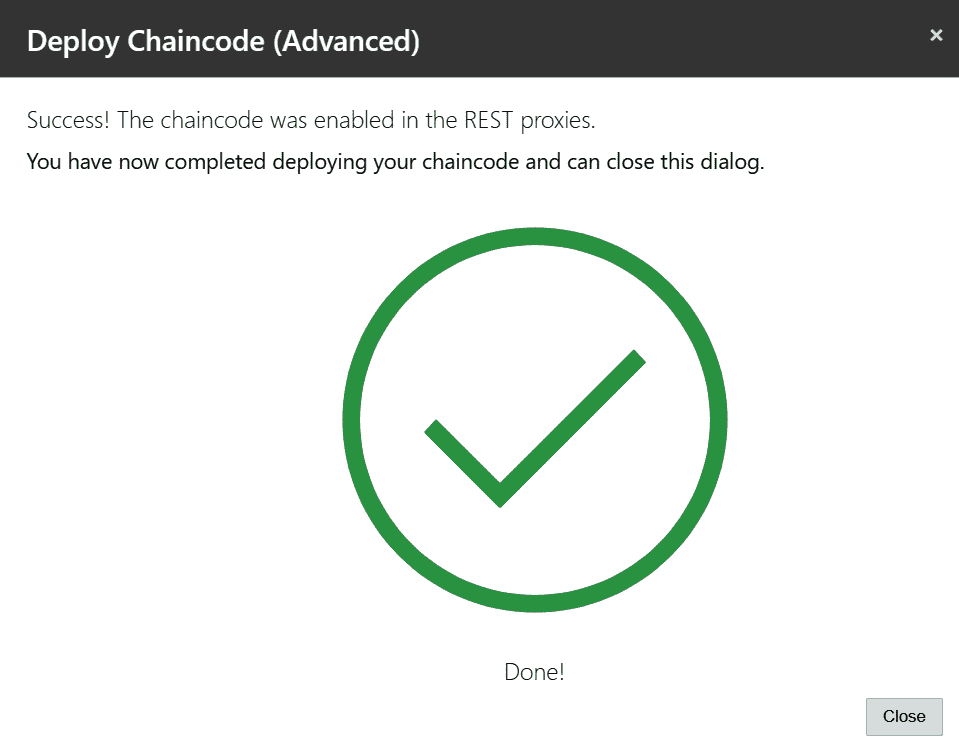 Deploy Chaincode (Advanced)
Success! The chaincode was enabled in the REST proxies.
You have now completed deploying your chaincode and can close this dialog.
Done!
Close